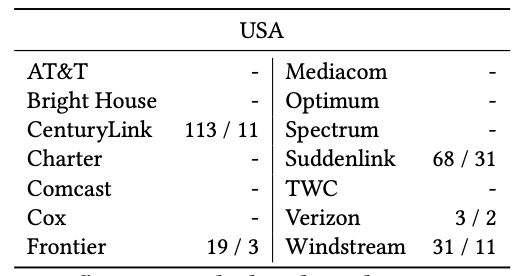 USA
AT&T - Mediacom -
Bright House - Optimum -
CenturyLink 113 / 11 Spectrum -
Charter - Suddenlink 68 / 31
Comcast - TWC -
Cox - Verizon 3 / 2
Frontier 19 / 3 Windstream 31 / 11